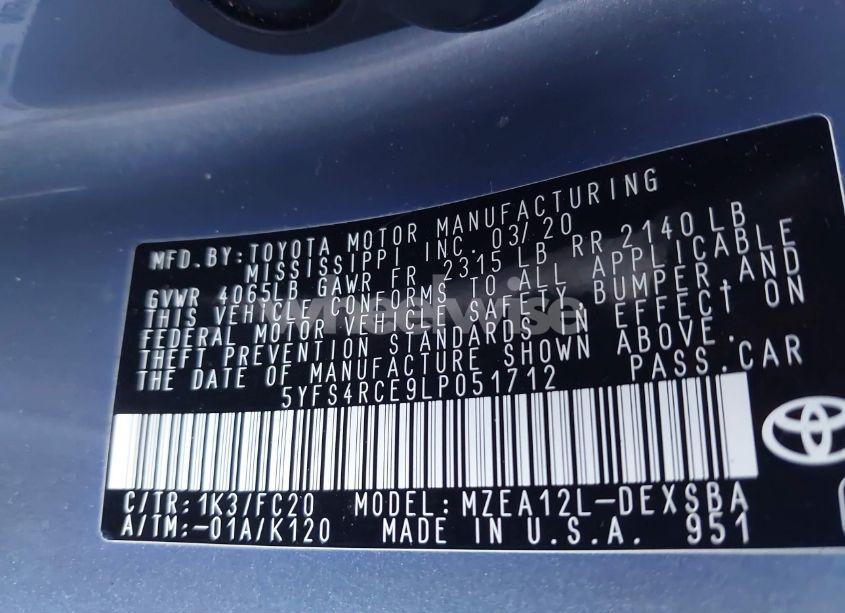 MFD. BY: TOYOTA MOTOR MANUFACTURING
MISSISSIPPI INC. 03/20
GVWR 4065LB GAWR FR 2315 LB RR 2140 LB
THIS VEHICLE CONFORMS TO ALL APPLICABLE
FEDERAL MOTOR VEHICLE SAFETY, BUMPER, AND
THEFT PREVENTION STANDARDS IN EFFECT ON
THE DATE OF MANUFACTURE SHOWN ABOVE.
5YFS4RCE9LP051712 PASS. CAR
C/TR: 1K3/FC20 MODEL: MZEA12L-DEXSBA
A/TM: -01A/K120 MADE IN U.S.A. 951